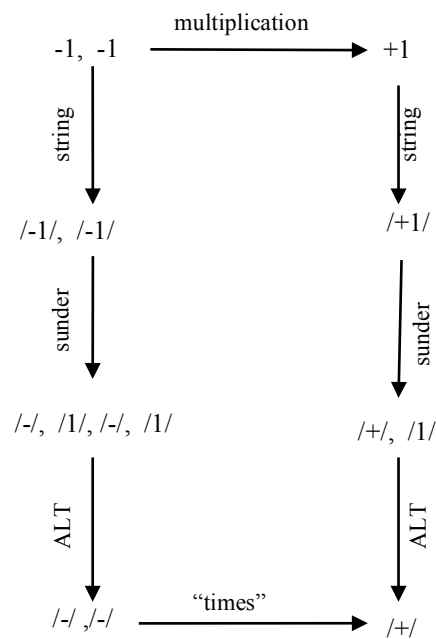 multiplication
-1, -1 +1
string string
/-1/, /-1/ /+1/
sunder sunder
/-/, /1/, /-/, /1/ /+/, /1/
ALT ALT
“times”
/-/ ,/-/ /+/